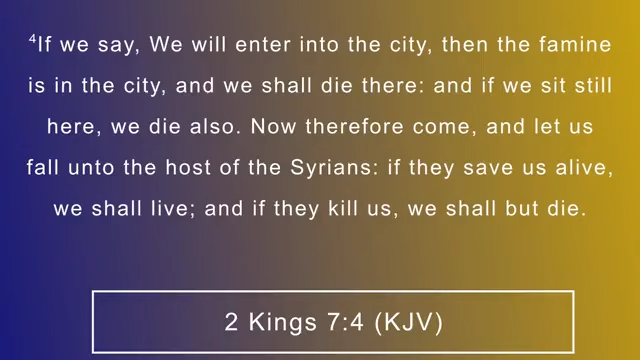 ⁴If we say, We will enter into the city, then the famine
is in the city, and we shall die there: and if we sit still
here, we die also. Now therefore come, and let us
fall unto the host of the Syrians: if they save us alive,
we shall live; and if they kill us, we shall but die.
2 Kings 7:4 (KJV)